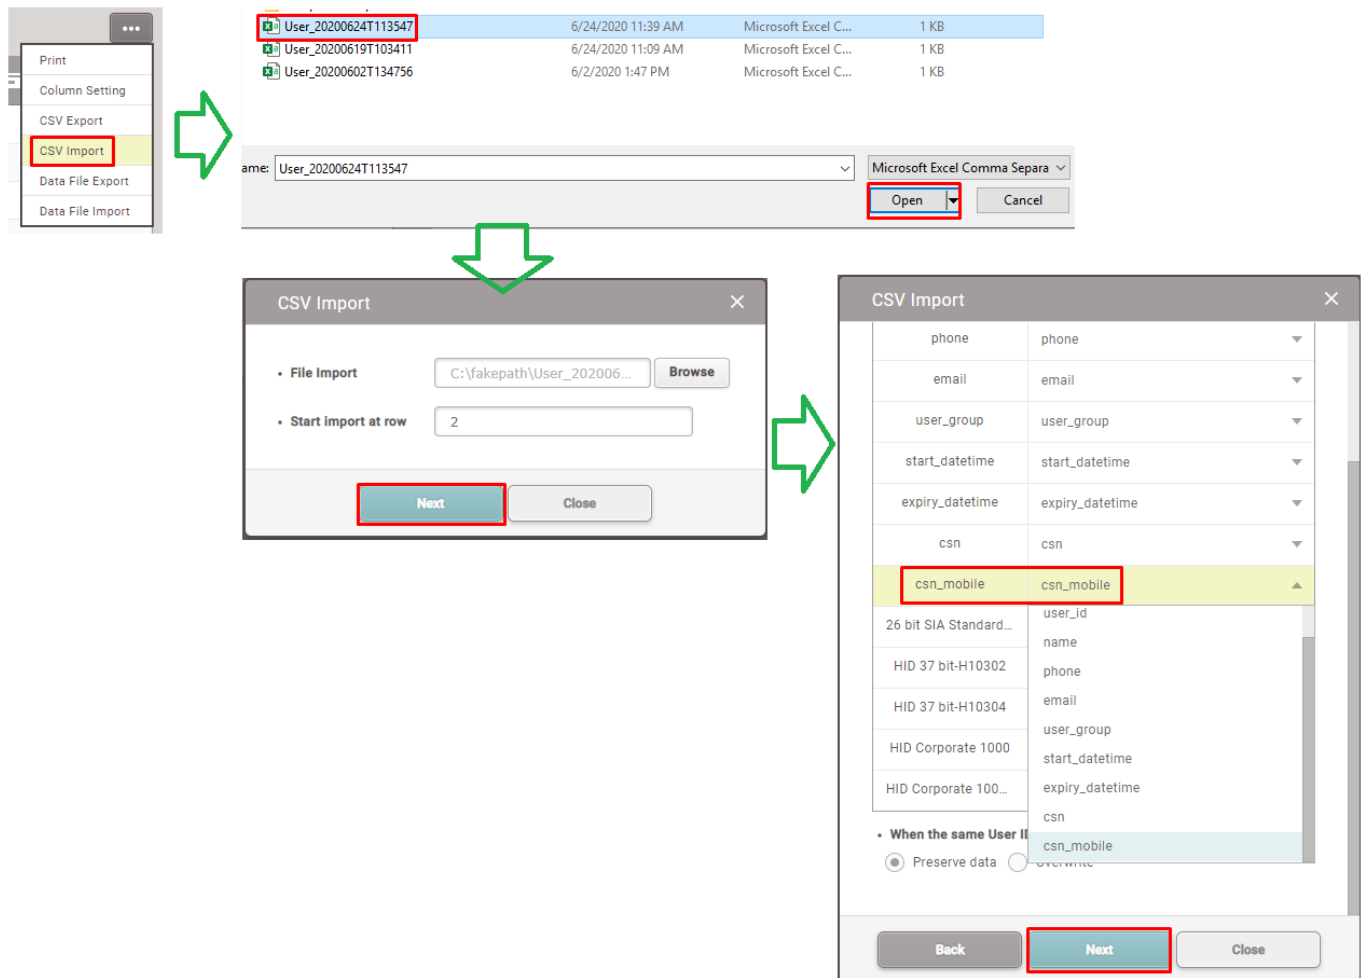 •••
Print
Column Setting
CSV Export
CSV Import
Data File Export
Data File Import
User_20200624T113547 6/24/2020 11:39 AM Microsoft Excel C... 1 KB
User_20200619T103411 6/24/2020 11:09 AM Microsoft Excel C... 1 KB
User_20200602T134756 6/2/2020 1:47 PM Microsoft Excel C... 1 KB
ame: User_20200624T113547 Microsoft Excel Comma Separa
Open Cancel
CSV Import
• File Import C:\fakepath\User_202006... Browse
• Start import at row 2
Next Close
CSV Import
phone phone
email email
user_group user_group
start_datetime start_datetime
expiry_datetime expiry_datetime
csn csn
csn_mobile csn_mobile
26 bit SIA Standard...
HID 37 bit-H10302
HID 37 bit-H10304
HID Corporate 1000
HID Corporate 100...
user_id
name
phone
email
user_group
start_datetime
expiry_datetime
csn
csn_mobile
• When the same User ID
Preserve data Overwrite
Back Next Close